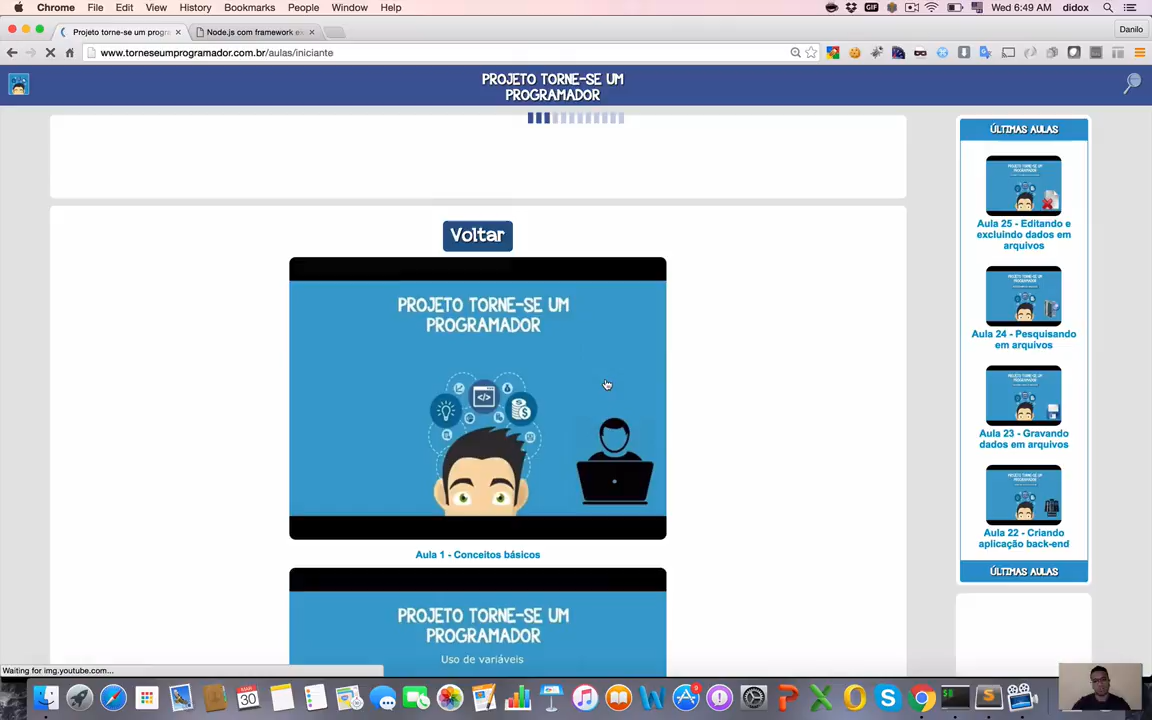 Chrome File Edit View History Bookmarks People Window Help
GIF
Wed 6:49 AM didox
Projeto torne-se um progra
Node.js com framework ex
Danilo
www.torneseumprogramador.com.br/aulas/iniciante
PROJETO TORNE-SE UM
PROGRAMADOR
Voltar
PROJETO TORNE-SE UM
PROGRAMADOR
Aula 1 - Conceitos básicos
PROJETO TORNE-SE UM
PROGRAMADOR
Uso de variáveis
ÚLTIMAS AULAS
Aula 25 - Editando e
excluindo dados em
arquivos
Aula 24 - Pesquisando
em arquivos
Aula 23 - Gravando
dados em arquivos
Aula 22 - Criando
aplicação back-end
ÚLTIMAS AULAS
Waiting for img.youtube.com...
30